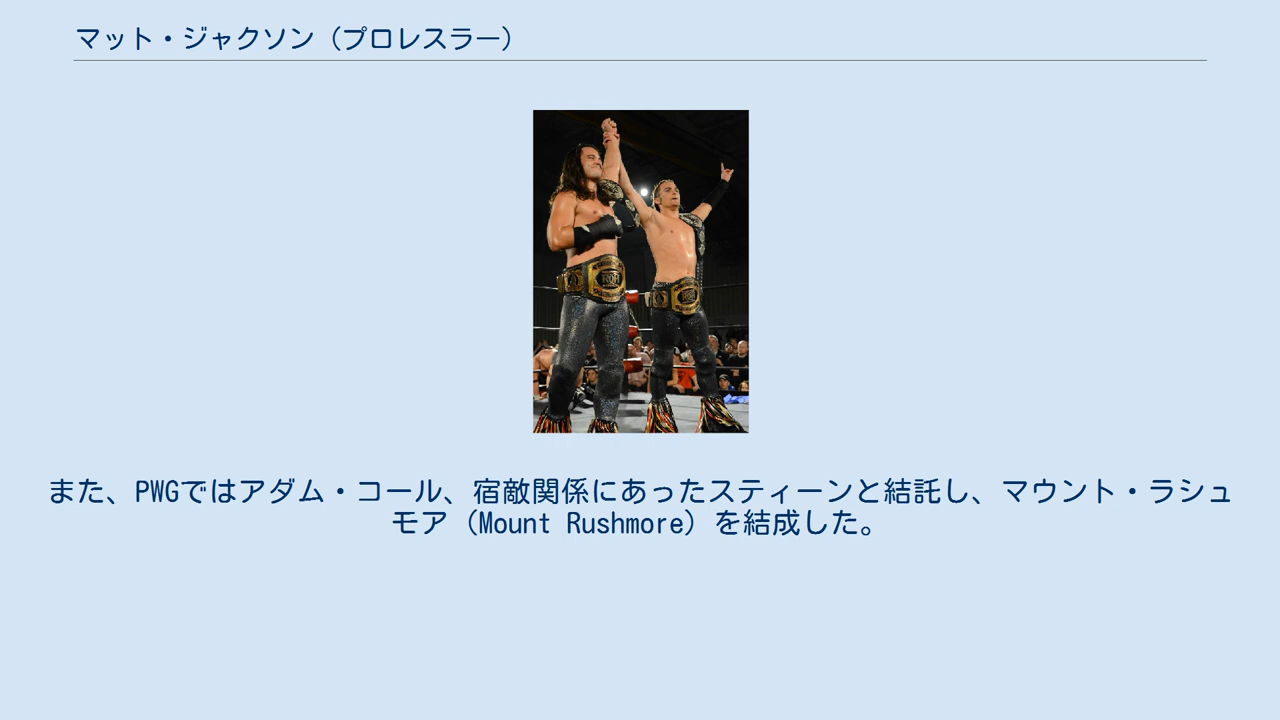 マット・ジャクソン（プロレスラー）
また、PWGではアダム・コール、宿敵関係にあったスティーンと結託し、マウント・ラシュ
モア（Mount Rushmore）を結成した。